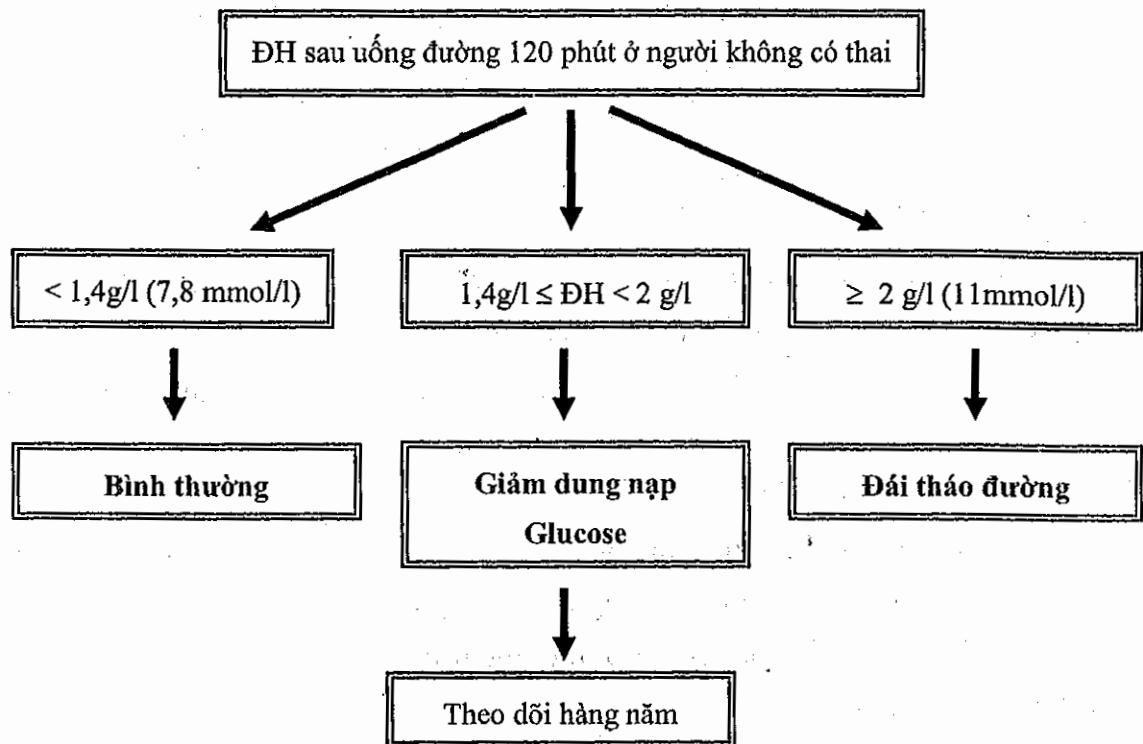 ĐH sau uống đường 120 phút ở người không có thai
< 1,4g/l (7,8 mmol/l)
1,4g/l ≤ ĐH < 2 g/l
≥ 2 g/l (11mmol/l)
Bình thường
Giảm dung nạp
Glucose
Đái tháo đường
Theo dõi hàng năm